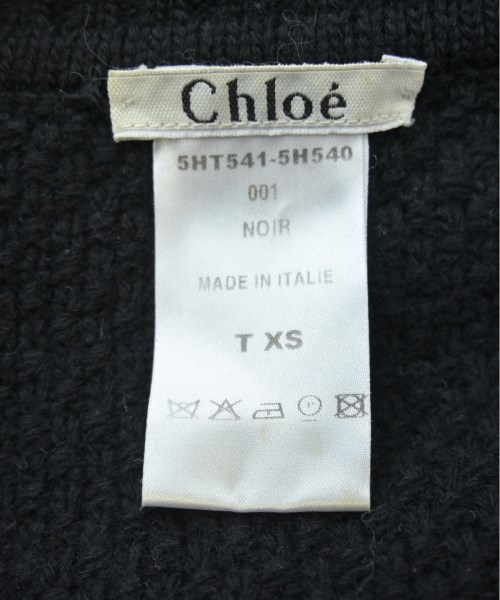 Chloé
5HT541-5H540
001
NOIR
MADE IN ITALIE
T XS